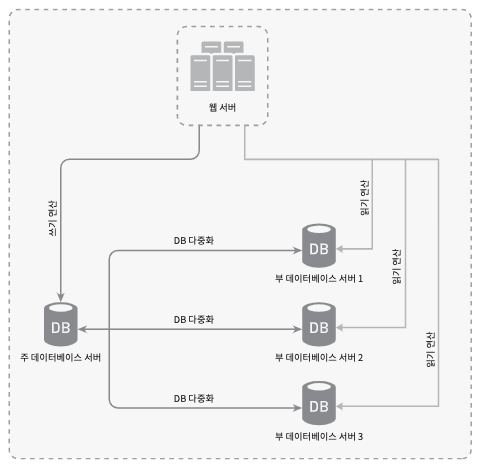 웹 서버
쓰기 연산
읽기 연산
읽기 연산
읽기 연산
DB 다중화
DB
부 데이터베이스 서버 1
DB
주 데이터베이스 서버
DB 다중화
DB
부 데이터베이스 서버 2
DB 다중화
DB
부 데이터베이스 서버 3